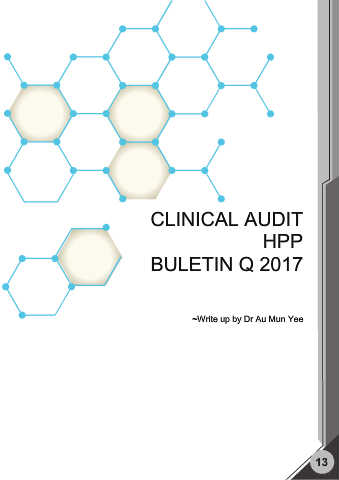 CLINICAL AUDIT
HPP
BULETIN Q 2017
~Write up by Dr Au Mun Yee
13